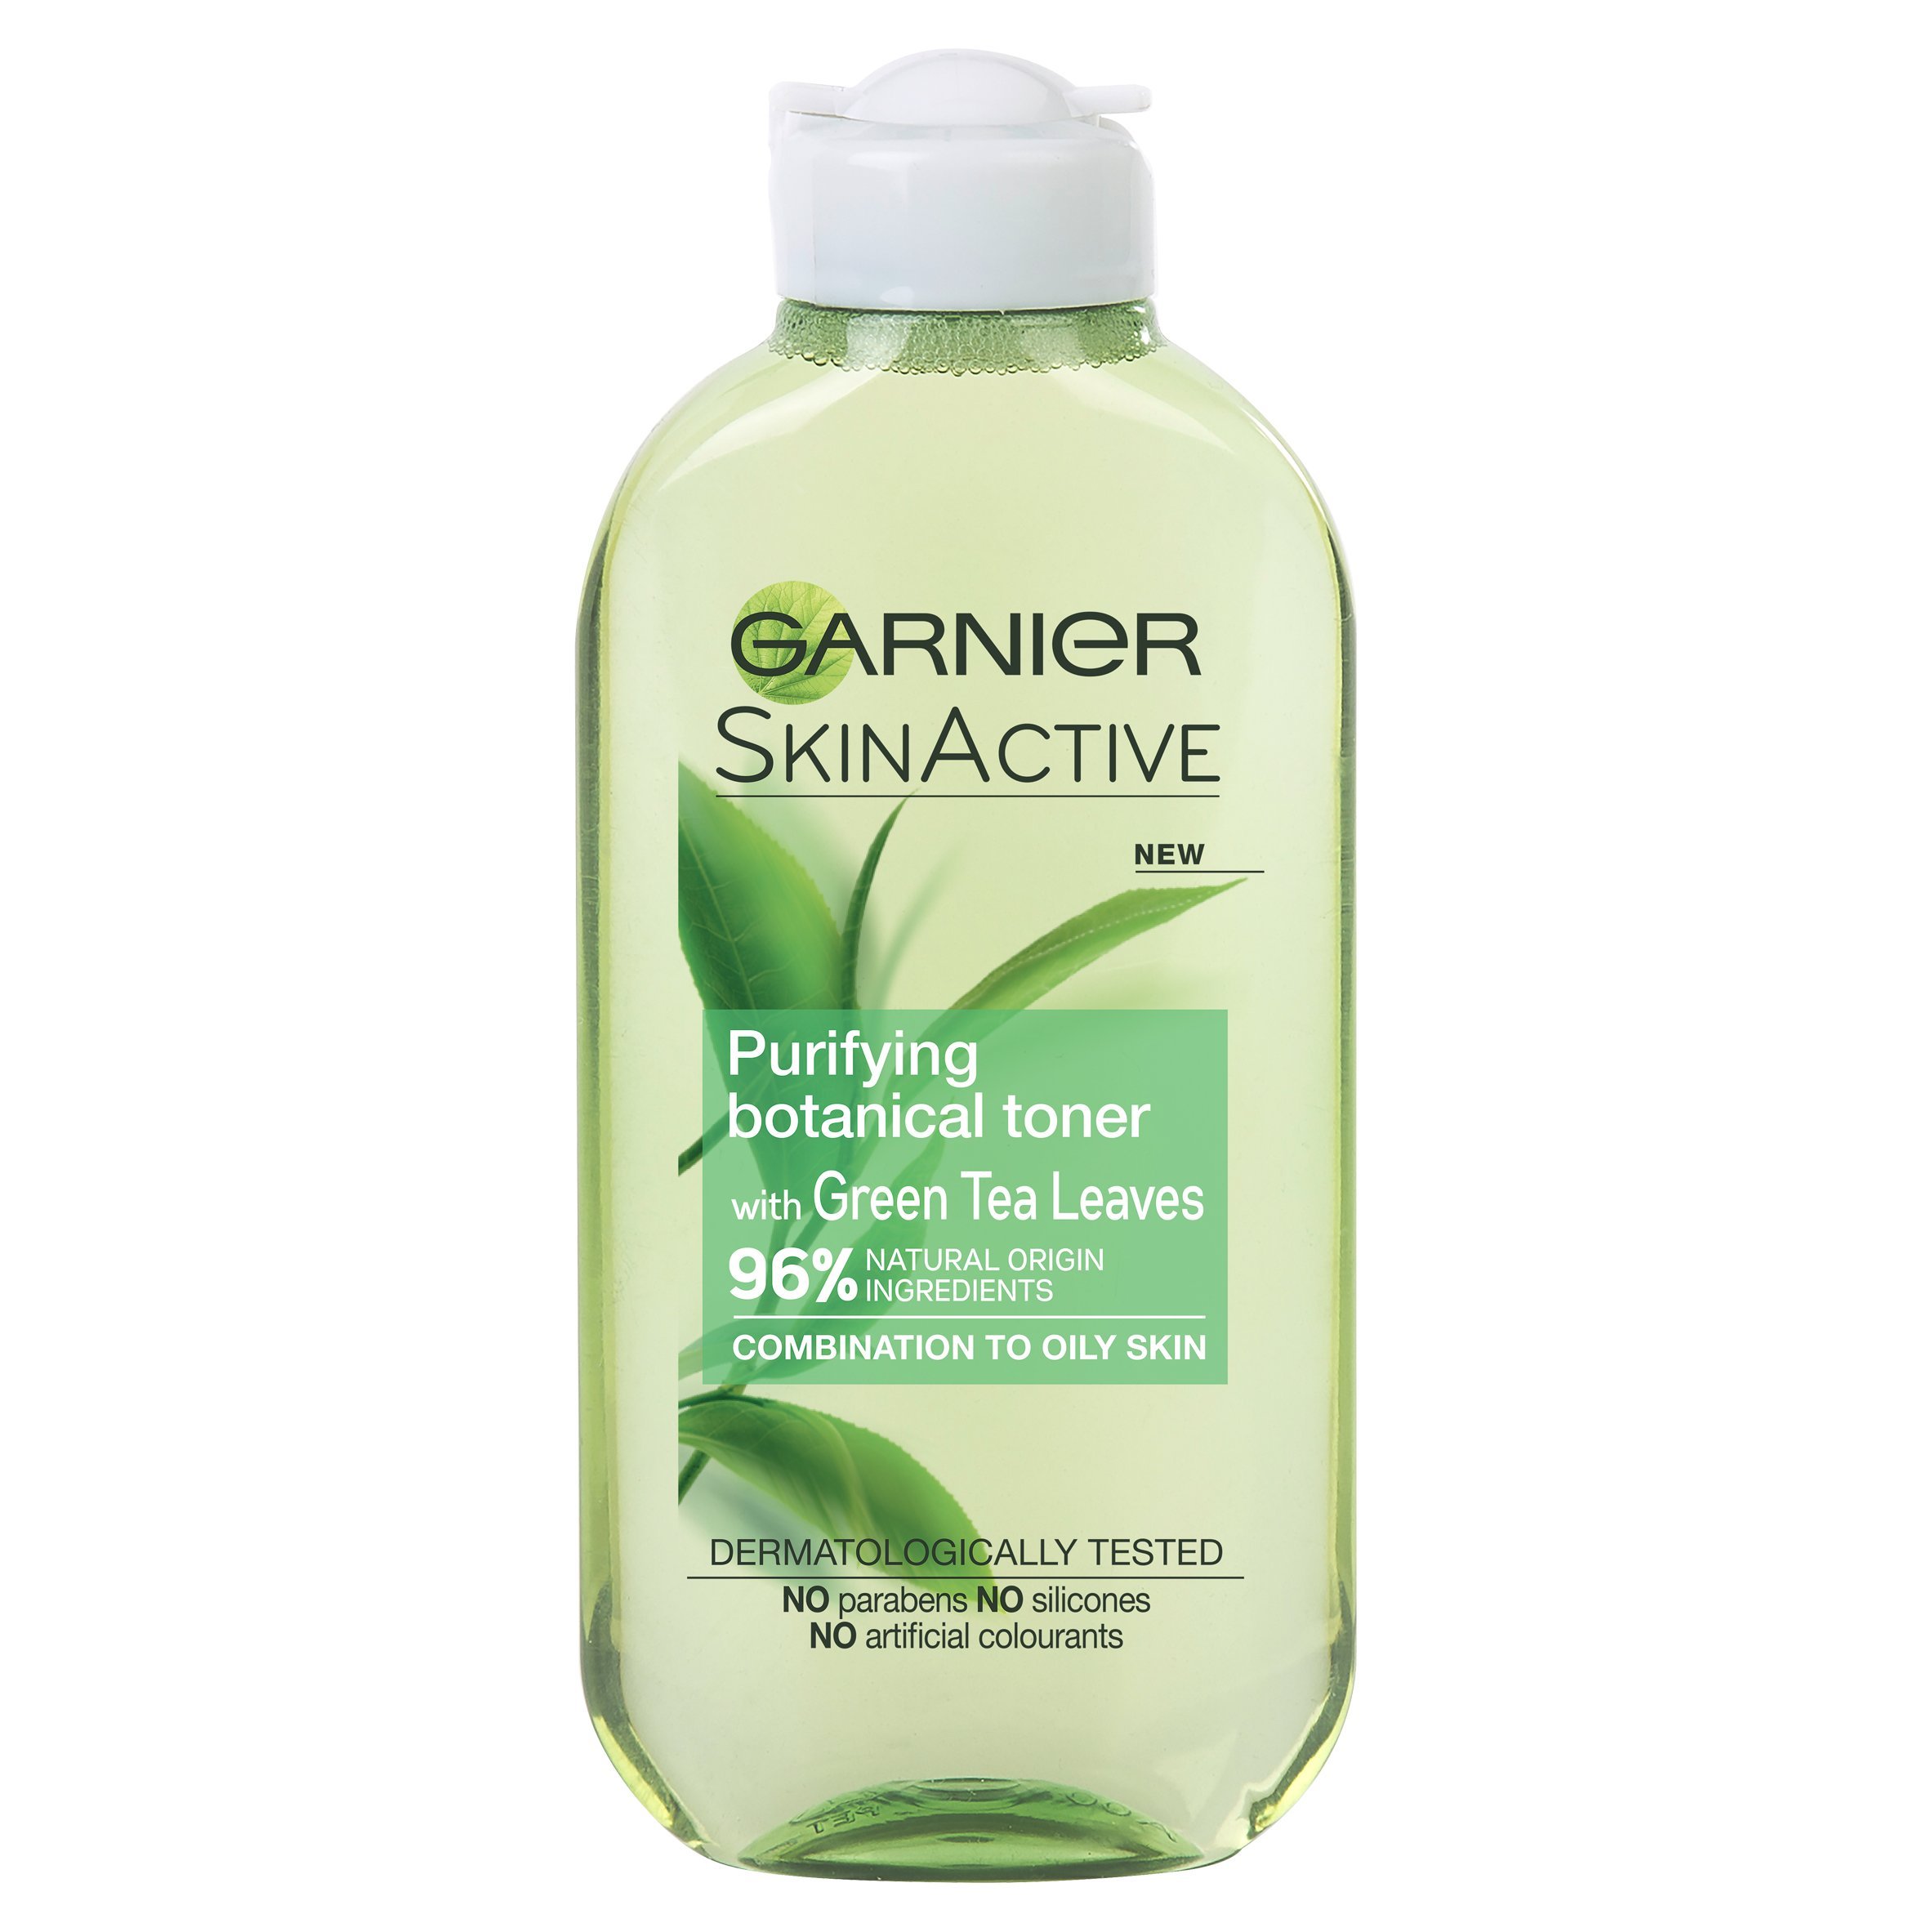 GARNIER
SKINACTIVE
NEW
Purifying
botanical toner
with Green Tea Leaves
96% NATURAL ORIGIN
INGREDIENTS
COMBINATION TO OILY SKIN
DERMATOLOGICALLY TESTED
NO parabens NO silicones
NO artificial colourants